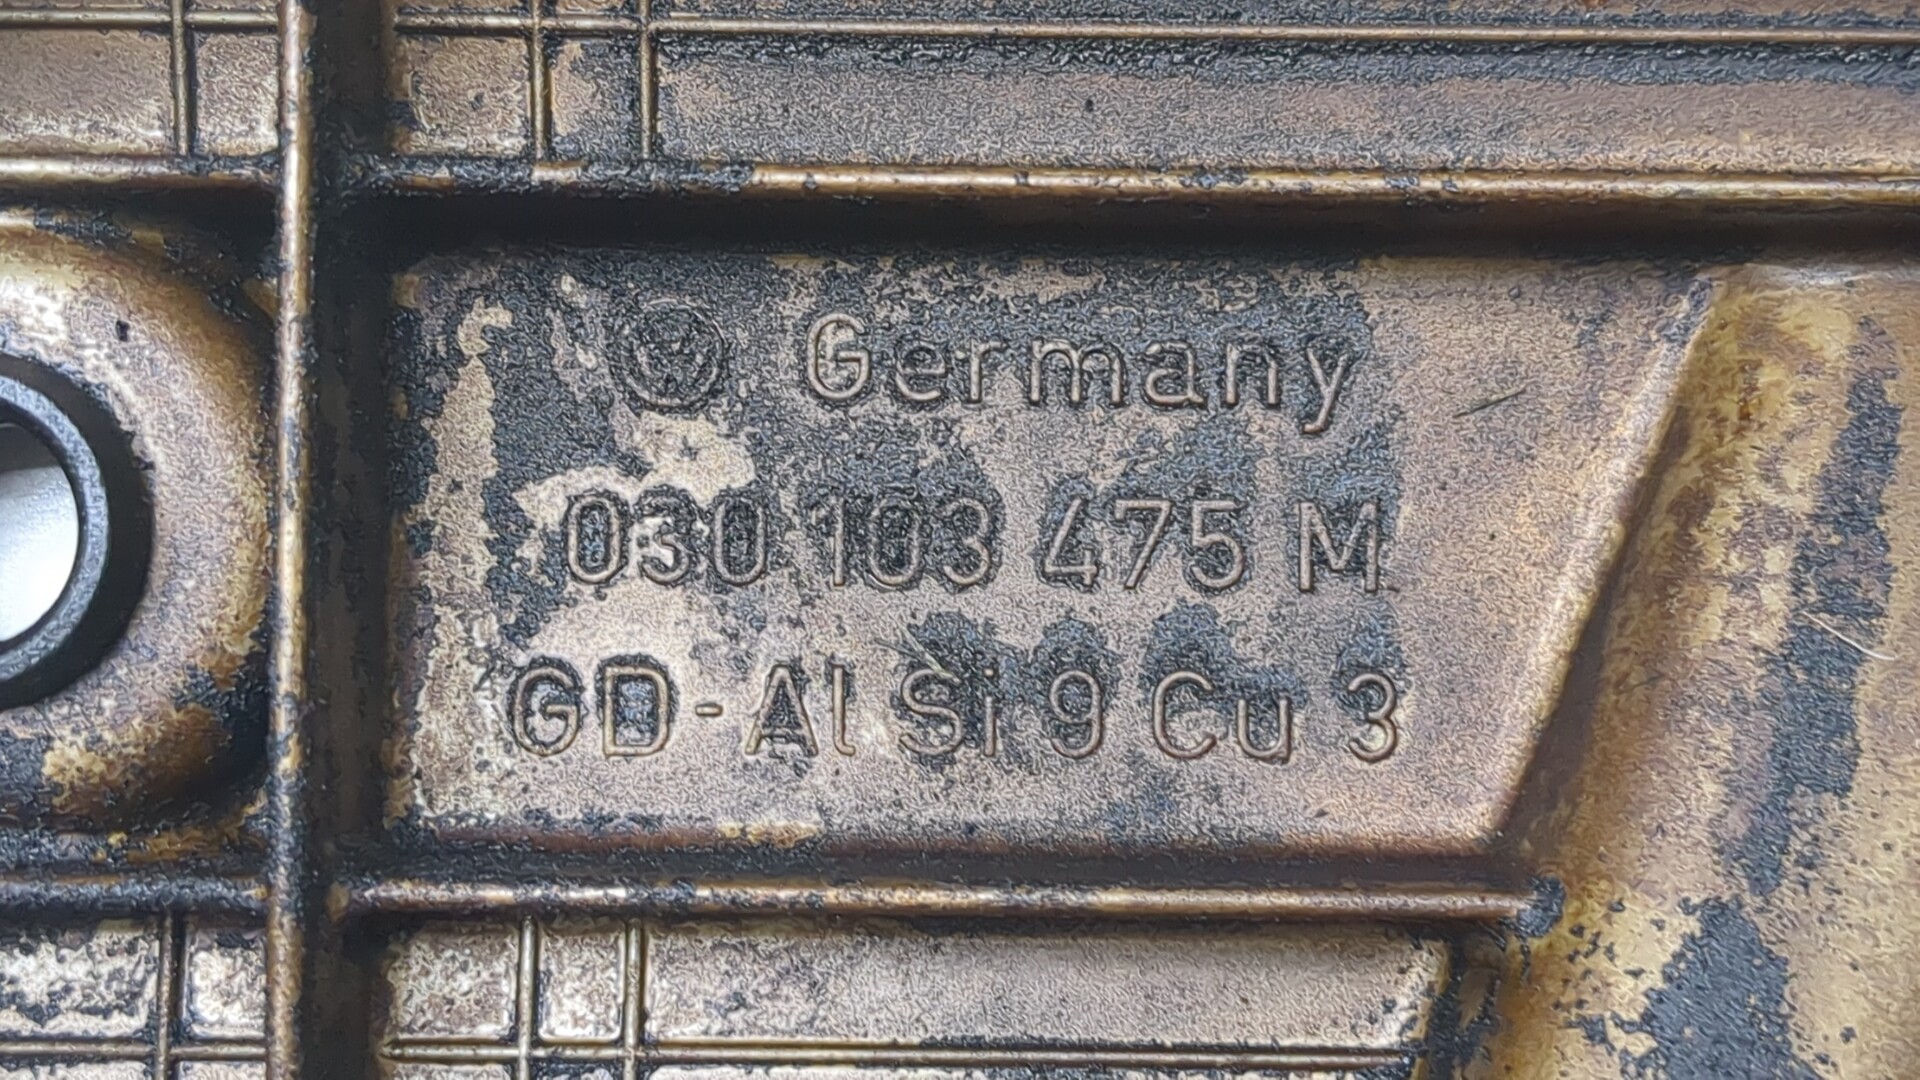 Germany
030 103 475 M
GD-Al Si 9 Cu 3